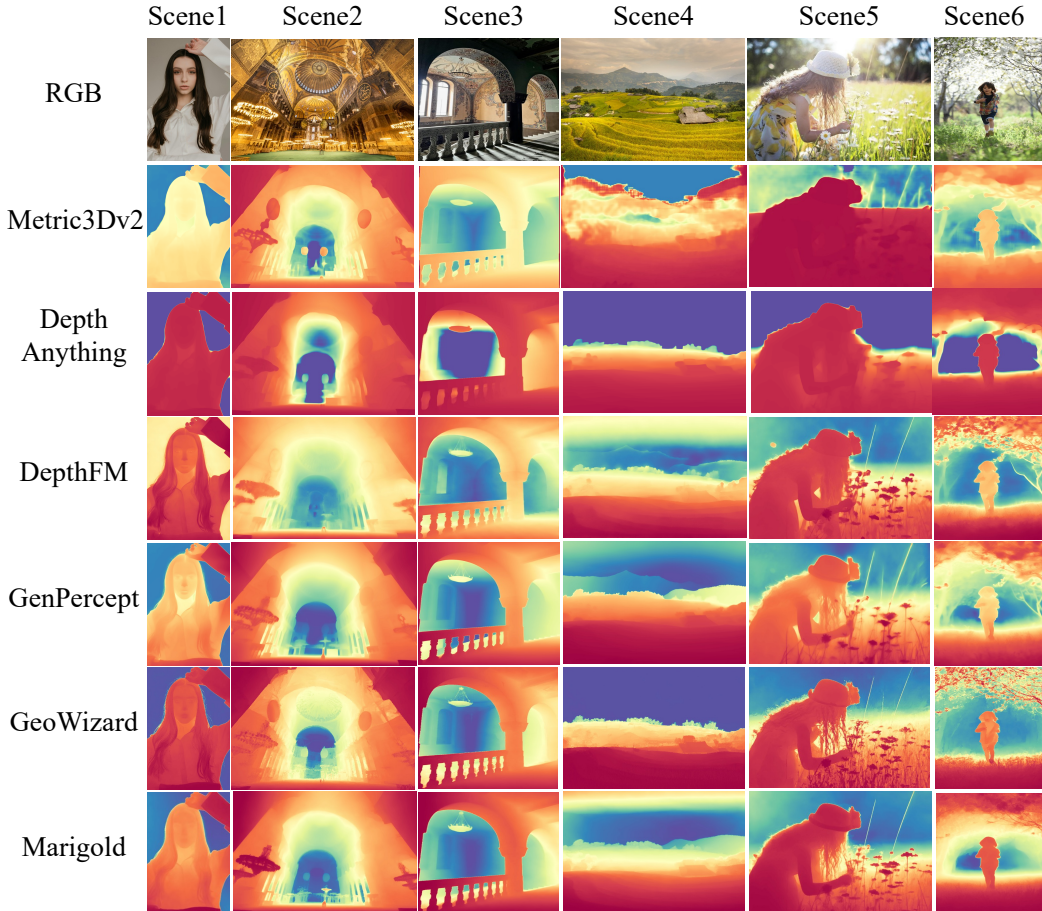 Scene1 Scene2 Scene3 Scene4 Scene5 Scene6
RGB
Metric3Dv2
Depth
Anything
DepthFM
GenPercept
GeoWizard
Marigold